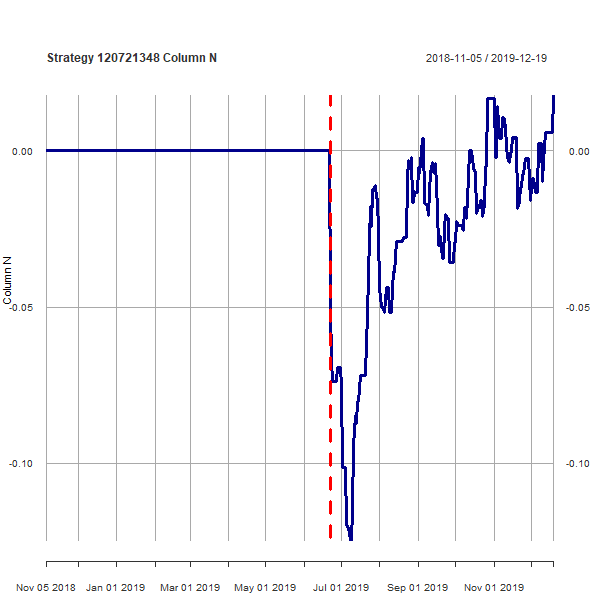 Strategy 120721348 Column N
2018-11-05 / 2019-12-19
0.00 0.00
Column N
-0.05 -0.05
-0.10 -0.10
Nov 05 2018 Jan 01 2019 Mar 01 2019 May 01 2019 Jul 01 2019 Sep 01 2019 Nov 01 2019